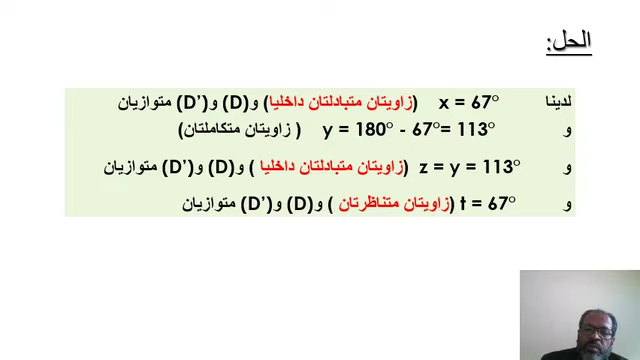 الحل:
لدينا x = 67° (زاويتان متبادلتان داخليا) و(D) و(D’) متوازيان
و y = 180° - 67°= 113° ( زاويتان متكاملتان)
و z = y = 113° (زاويتان متبادلتان داخليا ) و(D) و(D’) متوازيان
و t = 67° (زاويتان متناظرتان ) و(D) و(D’) متوازيان